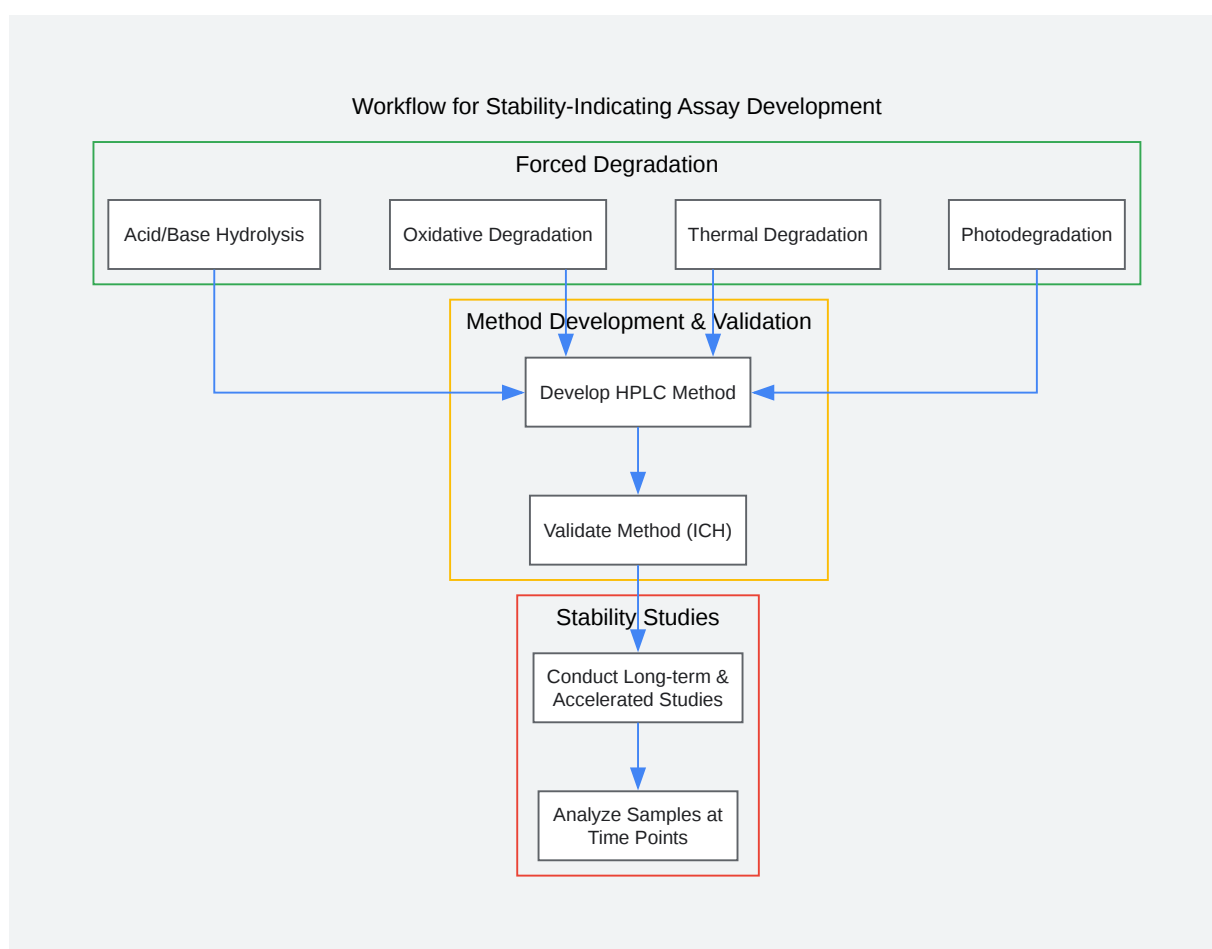 Workflow for Stability-Indicating Assay Development
Forced Degradation
Acid/Base Hydrolysis
Oxidative Degradation
Thermal Degradation
Photodegradation
Method Development & Validation
Develop HPLC Method
Validate Method (ICH)
Stability Studies
Conduct Long-term &
Accelerated Studies
Analyze Samples at
Time Points